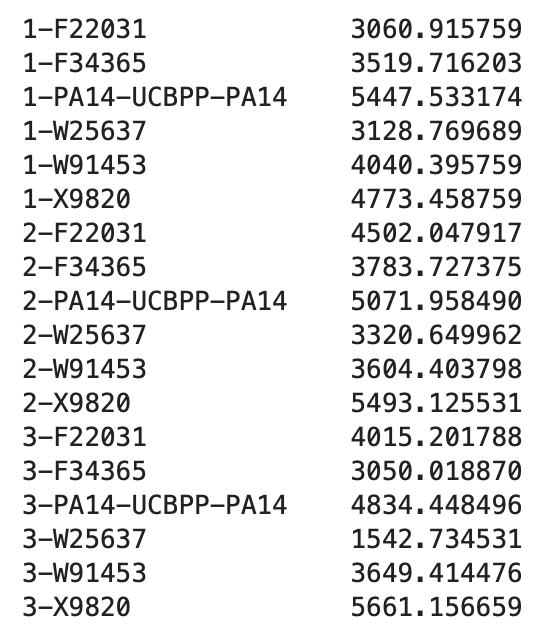 1-F22031 3060.915759
1-F34365 3519.716203
1-PA14-UCBPP-PA14 5447.533174
1-W25637 3128.769689
1-W91453 4040.395759
1-X9820 4773.458759
2-F22031 4502.047917
2-F34365 3783.727375
2-PA14-UCBPP-PA14 5071.958490
2-W25637 3320.649962
2-W91453 3604.403798
2-X9820 5493.125531
3-F22031 4015.201788
3-F34365 3050.018870
3-PA14-UCBPP-PA14 4834.448496
3-W25637 1542.734531
3-W91453 3649.414476
3-X9820 5661.156659